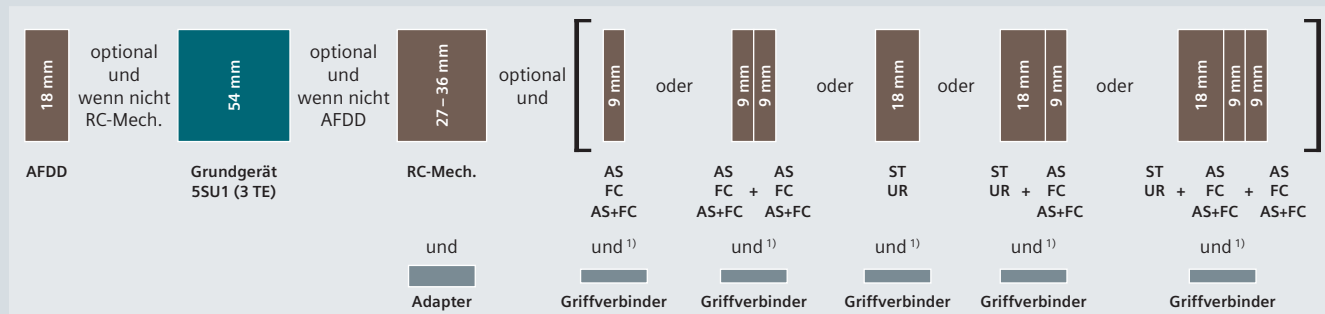 18 mm
optional
und
wenn nicht
RC-Mech.
54 mm
optional
und
wenn nicht
AFDD
27 – 36 mm
optional
und
9 mm
oder
9 mm
9 mm
oder
18 mm
oder
18 mm
9 mm
oder
18 mm
9 mm
9 mm
AFDD
Grundgerät
5SU1 (3 TE)
RC-Mech.
AS
FC
AS+FC
AS AS
FC + FC
AS+FC AS+FC
ST
UR
ST AS
UR + FC
AS+FC
ST AS AS
UR + FC + FC
AS+FC AS+FC
und
Adapter
und 1)
Griffverbinder
und 1)
Griffverbinder
und 1)
Griffverbinder
und 1)
Griffverbinder
und 1)
Griffverbinder